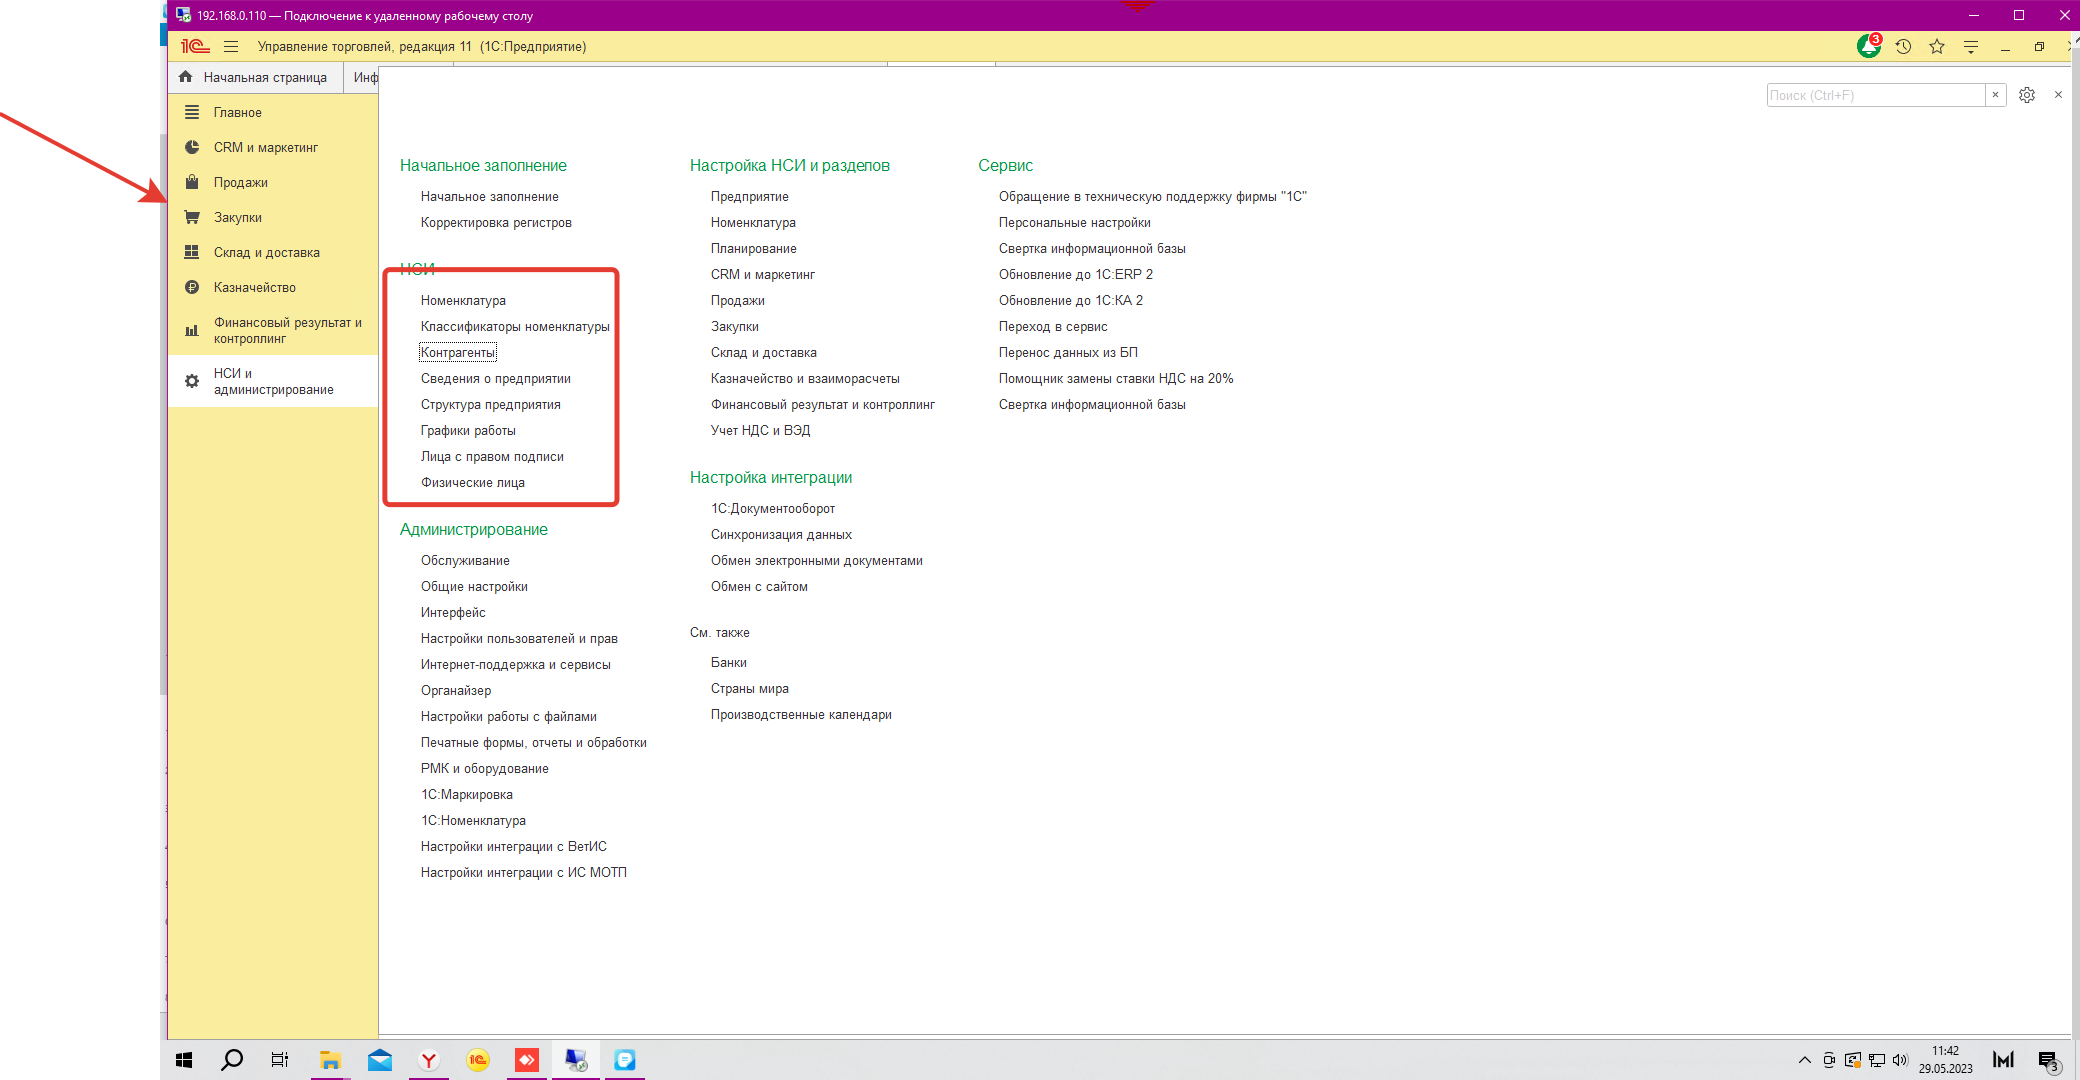 192.168.0.110 — Подключение к удаленному рабочему столу
1С Управление торговлей, редакция 11 (1С:Предприятие)
3
Начальная страница
Инф
Поиск (Ctrl+F)
Главное
CRM и маркетинг
Продажи
Закупки
Склад и доставка
Казначейство
Финансовый результат и
контроллинг
НСИ и
администрирование
Начальное заполнение
Начальное заполнение
Корректировка регистров
НСИ
Номенклатура
Классификаторы номенклатуры
Контрагенты
Сведения о предприятии
Структура предприятия
Графики работы
Лица с правом подписи
Физические лица
Администрирование
Обслуживание
Общие настройки
Интерфейс
Настройки пользователей и прав
Интернет-поддержка и сервисы
Органайзер
Настройки работы с файлами
Печатные формы, отчеты и обработки
РМК и оборудование
1С:Маркировка
1С:Номенклатура
Настройки интеграции с ВетИС
Настройки интеграции с ИС МОТП
Настройка НСИ и разделов
Предприятие
Номенклатура
Планирование
CRM и маркетинг
Продажи
Закупки
Склад и доставка
Казначейство и взаиморасчеты
Финансовый результат и контроллинг
Учет НДС и ВЭД
Настройка интеграции
1С:Документооборот
Синхронизация данных
Обмен электронными документами
Обмен с сайтом
См. также
Банки
Страны мира
Производственные календари
Сервис
Обращение в техническую поддержку фирмы "1С"
Персональные настройки
Свертка информационной базы
Обновление до 1С:ERP 2
Обновление до 1С:КА 2
Переход в сервис
Перенос данных из БП
Помощник замены ставки НДС на 20%
Свертка информационной базы
11:42
29.05.2023
3